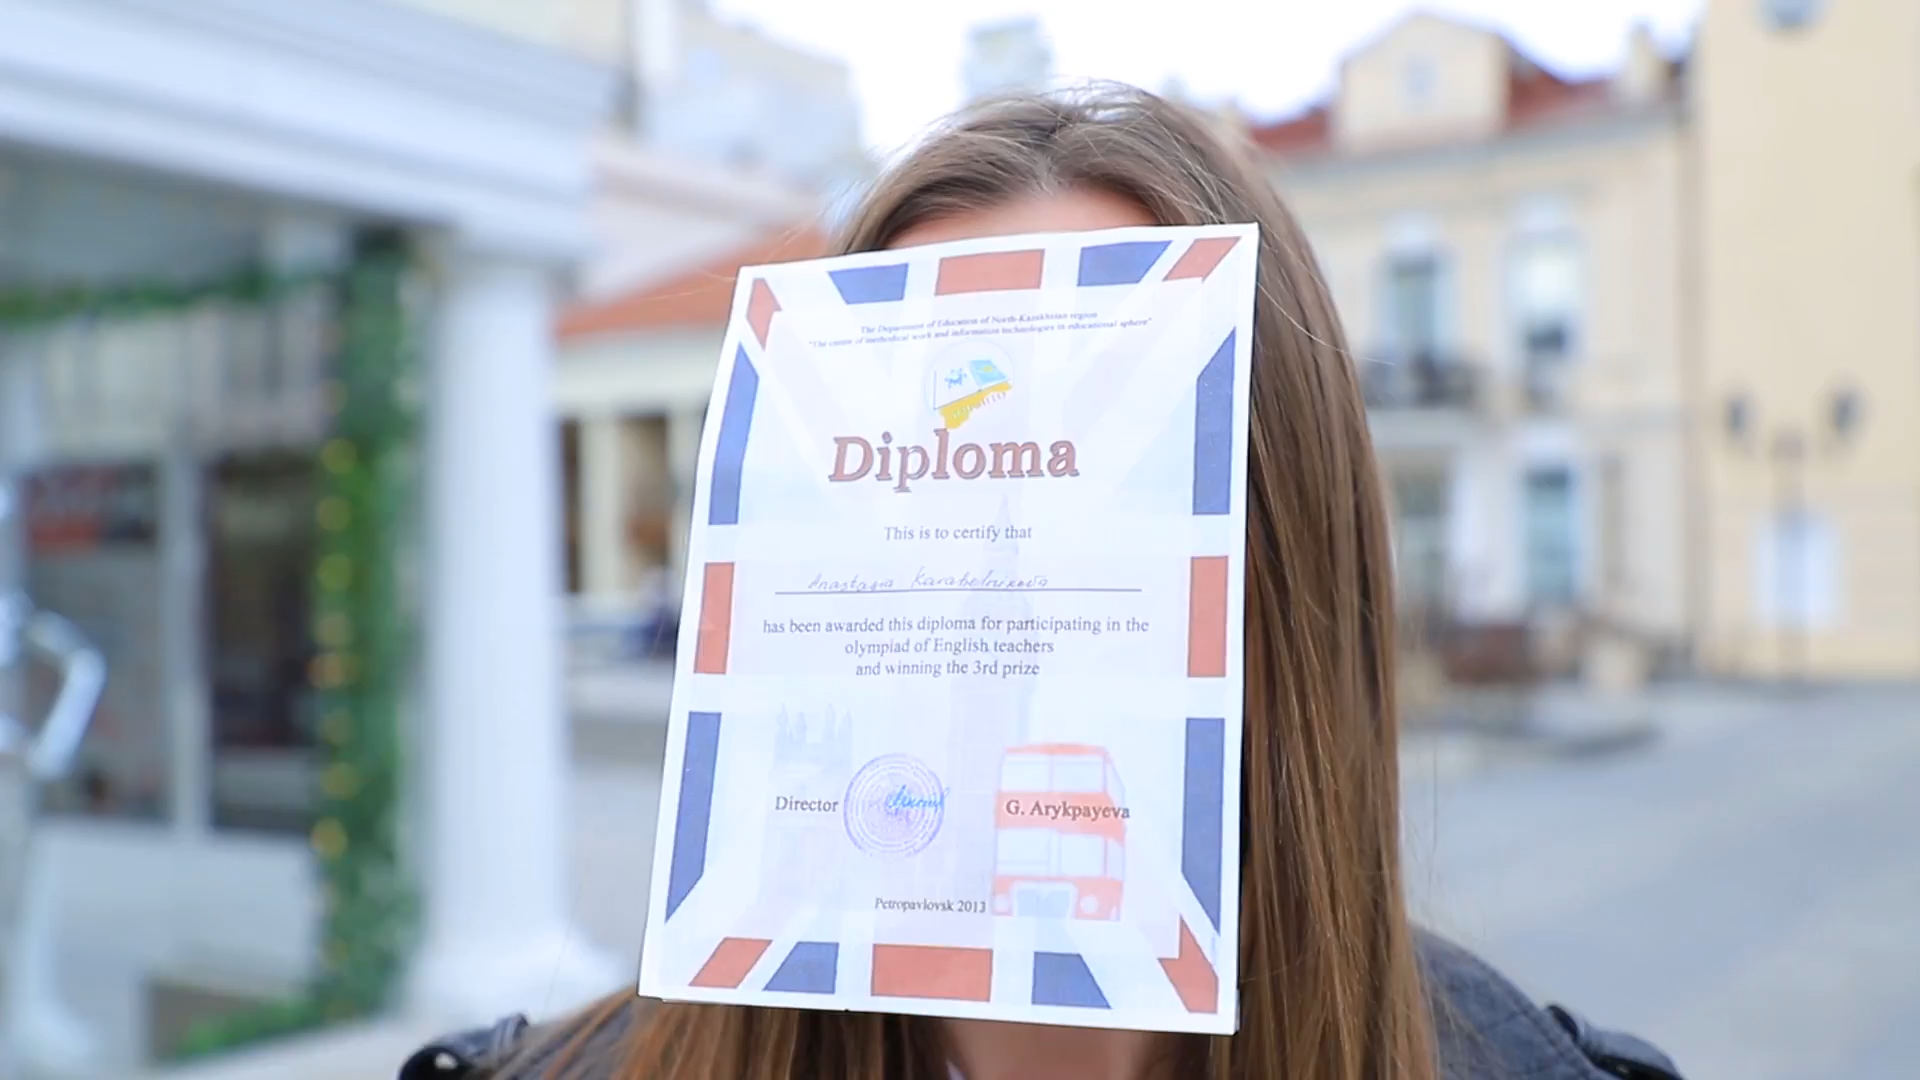 The Department of Education of North-Kazakhstan region
"The centre of methodical work and information technologies in educational sphere"
Diploma
This is to certify that
Anastasia Karabelnikova
has been awarded this diploma for participating in the
olympiad of English teachers
and winning the 3rd prize
Director
G. Arykpayeva
Petropavlovsk 2013